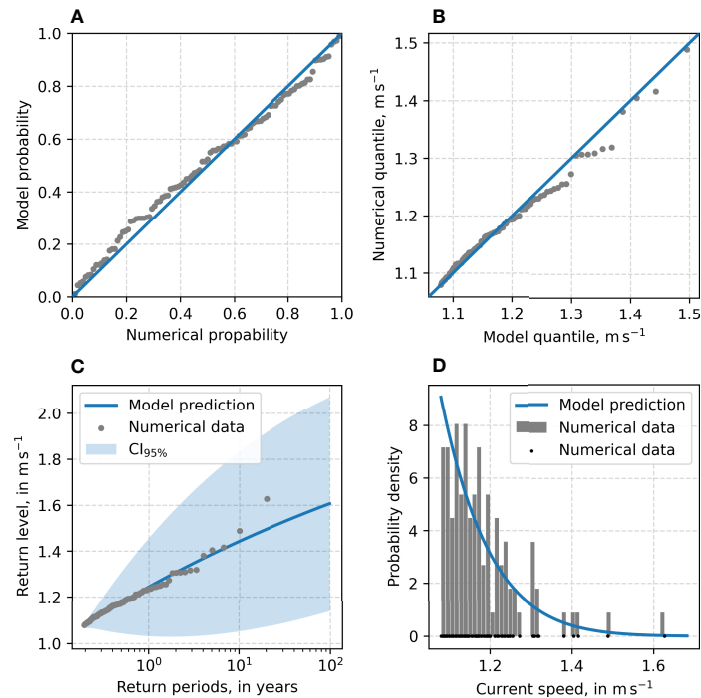 A
Model probability
1.0
0.8
0.6
0.4
0.2
0.0
0.0 0.2 0.4 0.6 0.8 1.0
Numerical propability
B
Numerical quantile, m s⁻¹
1.5
1.4
1.3
1.2
1.1
1.1 1.2 1.3 1.4 1.5
Model quantile, m s⁻¹
C
Return level, in m s⁻¹
2.0
1.8
1.6
1.4
1.2
1.0
Model prediction
Numerical data
CI95%
10⁰ 10¹ 10²
Return periods, in years
D
Probability density
8
6
4
2
0
Model prediction
Numerical data
Numerical data
1.2 1.4 1.6
Current speed, in m s⁻¹